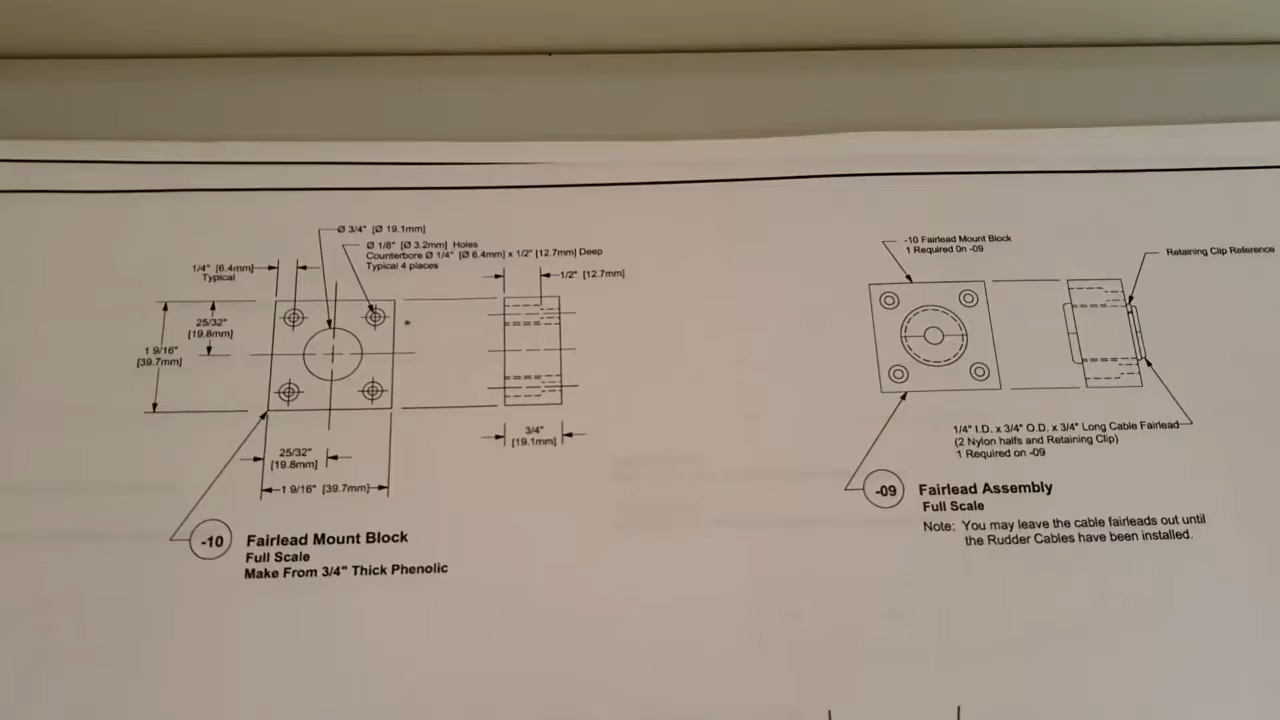 Ø 3/4" [Ø 19.1mm]
Ø 1/8" [Ø 3.2mm] Holes
Counterbore Ø 1/4" [Ø 6.4mm] x 1/2" [12.7mm] Deep
Typical 4 places
1/4" [6.4mm]
Typical
1/2" [12.7mm]
25/32"
[19.8mm]
1 9/16"
[39.7mm]
3/4"
[19.1mm]
25/32"
[19.8mm]
1 9/16" [39.7mm]
-10
Fairlead Mount Block
Full Scale
Make From 3/4" Thick Phenolic
-10 Fairlead Mount Block
1 Required 0n -09
Retaining Clip Reference
1/4" I.D. x 3/4" O.D. x 3/4" Long Cable Fairlead
(2 Nylon halfs and Retaining Clip)
1 Required on -09
-09
Fairlead Assembly
Full Scale
Note: You may leave the cable fairleads out until
the Rudder Cables have been installed.